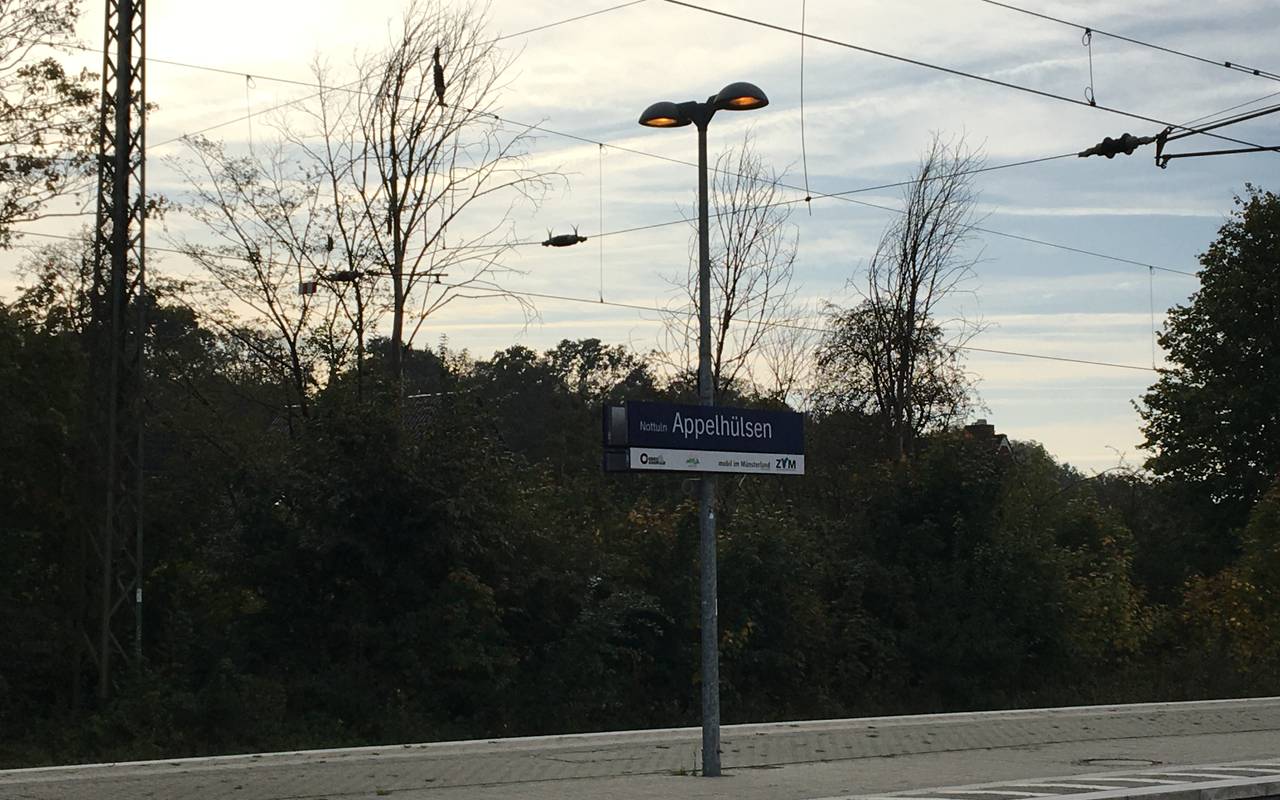 Nottuln Appelhülsen
mobil im Münsterland ZVM